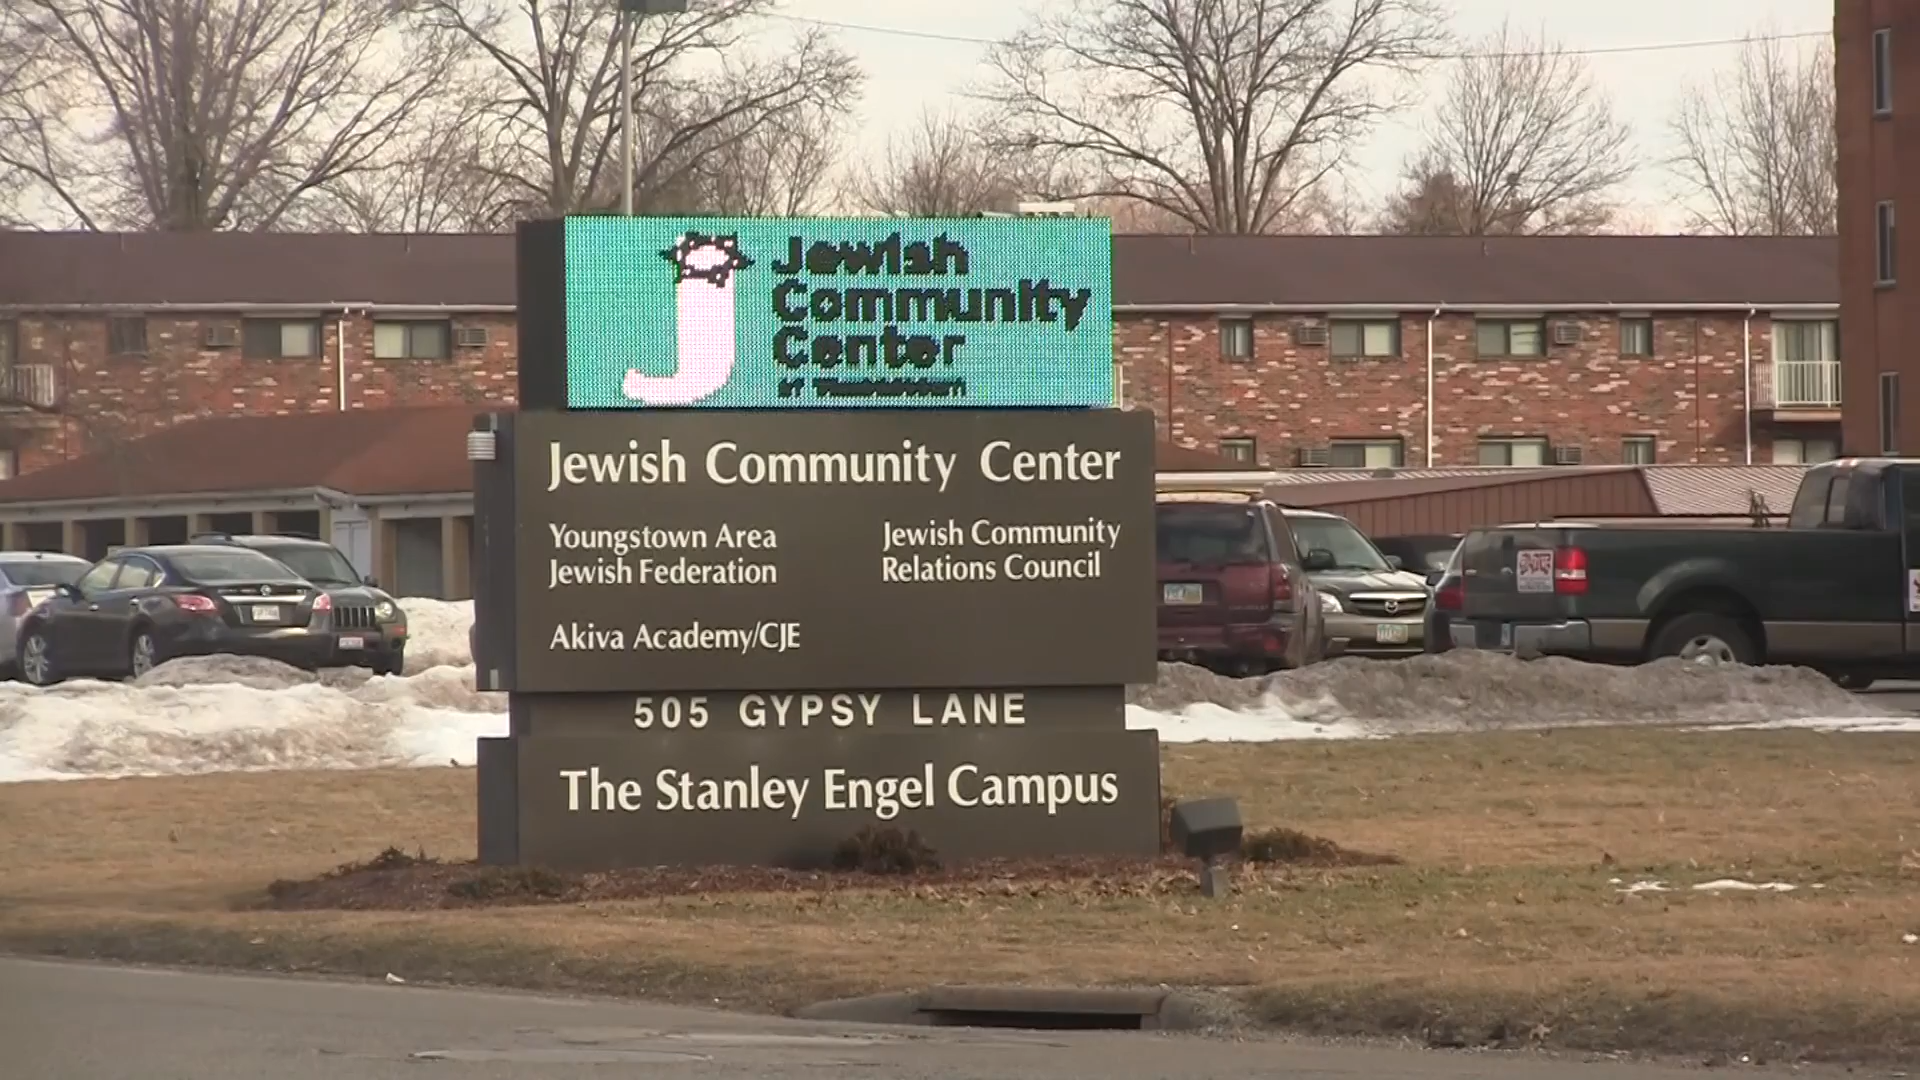 Jewish
Community
Center
Jewish Community Center
Youngstown Area
Jewish Federation
Jewish Community
Relations Council
Akiva Academy/CJE
505 GYPSY LANE
The Stanley Engel Campus